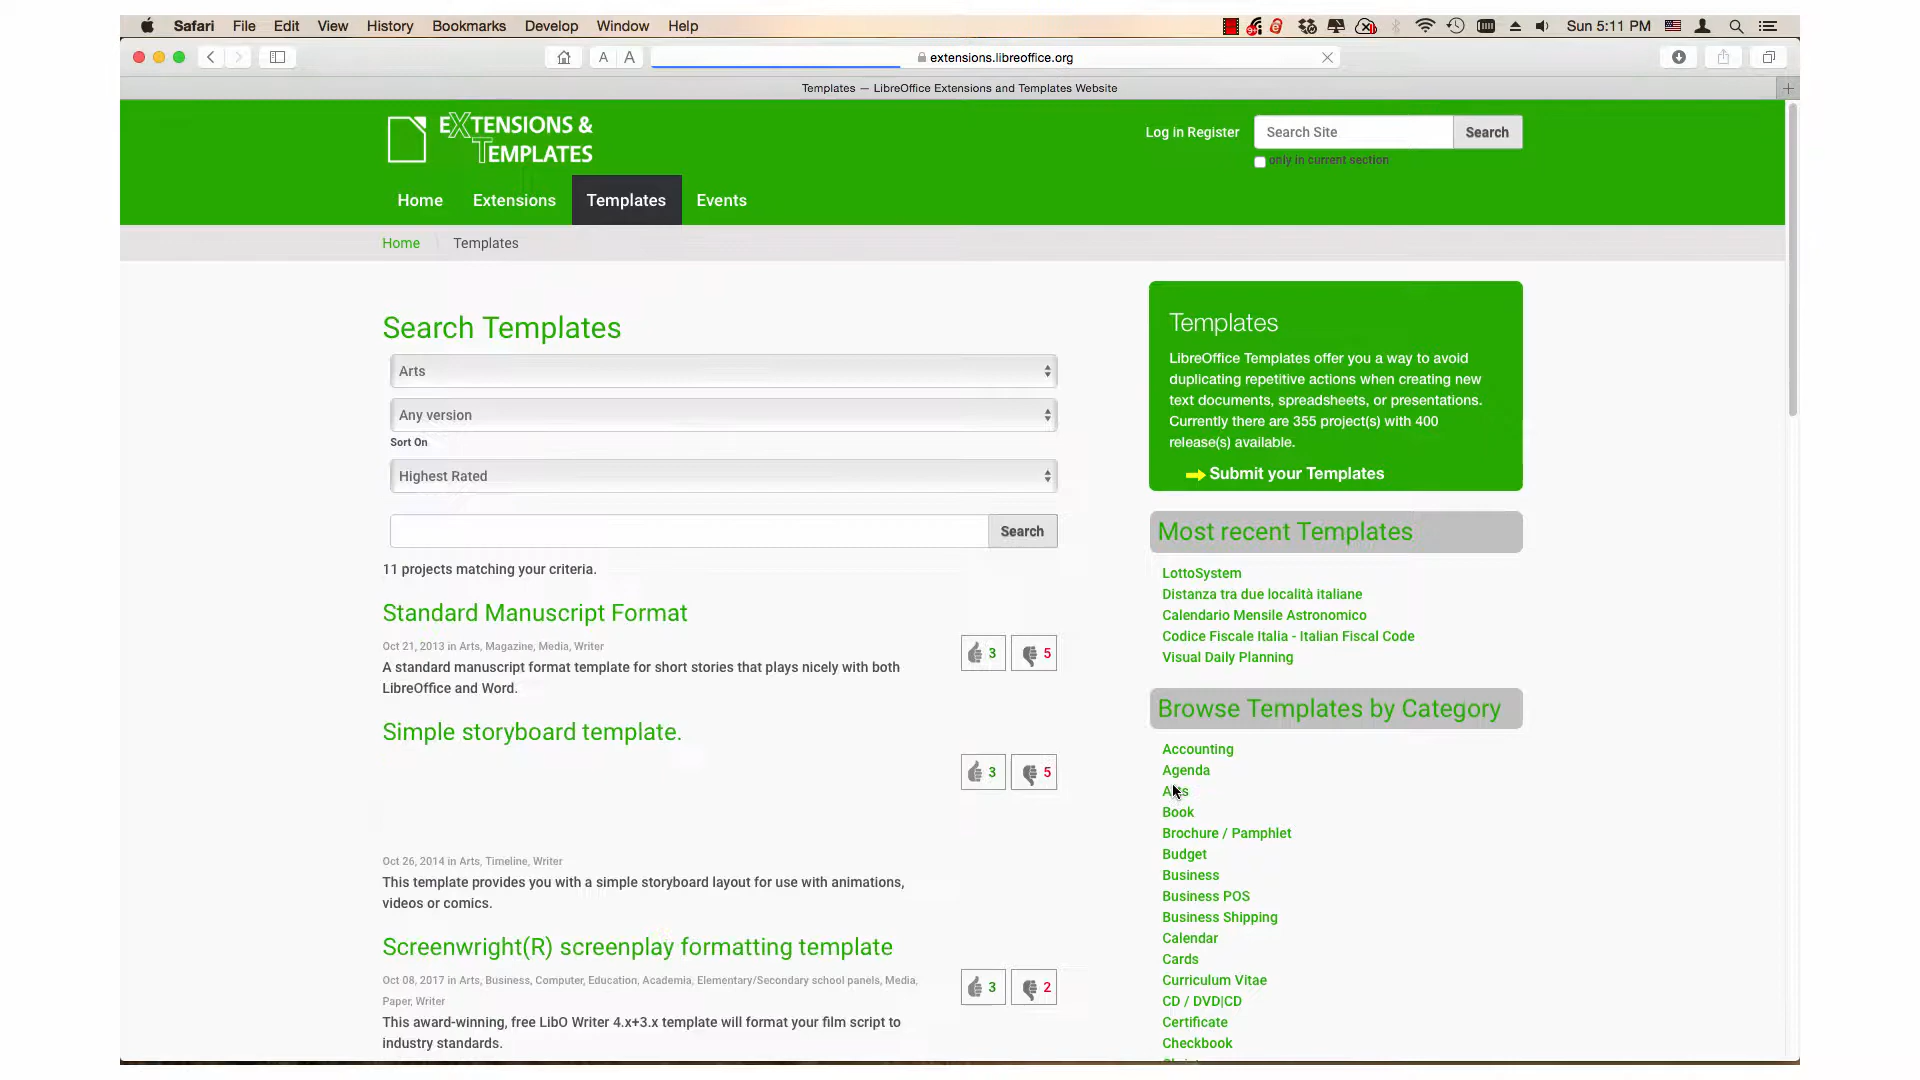 Safari File Edit View History Bookmarks Develop Window Help
Sun 5:11 PM
A A
extensions.libreoffice.org
Templates — LibreOffice Extensions and Templates Website
EXTENSIONS &
TEMPLATES
Log in Register
Search Site
Search
only in current section
Home Extensions Templates Events
Home Templates
Search Templates
Arts
Any version
Sort On
Highest Rated
Search
11 projects matching your criteria.
Standard Manuscript Format
Oct 21, 2013 in Arts, Magazine, Media, Writer
3 5
A standard manuscript format template for short stories that plays nicely with both
LibreOffice and Word.
Simple storyboard template.
3 5
Oct 26, 2014 in Arts, Timeline, Writer
This template provides you with a simple storyboard layout for use with animations,
videos or comics.
Screenwright(R) screenplay formatting template
Oct 08, 2017 in Arts, Business, Computer, Education, Academia, Elementary/Secondary school panels, Media,
Paper, Writer
3 2
This award-winning, free LibO Writer 4.x+3.x template will format your film script to
industry standards.
Templates
LibreOffice Templates offer you a way to avoid
duplicating repetitive actions when creating new
text documents, spreadsheets, or presentations.
Currently there are 355 project(s) with 400
release(s) available.
Submit your Templates
Most recent Templates
LottoSystem
Distanza tra due località italiane
Calendario Mensile Astronomico
Codice Fiscale Italia - Italian Fiscal Code
Visual Daily Planning
Browse Templates by Category
Accounting
Agenda
Arts
Book
Brochure / Pamphlet
Budget
Business
Business POS
Business Shipping
Calendar
Cards
Curriculum Vitae
CD / DVD|CD
Certificate
Checkbook